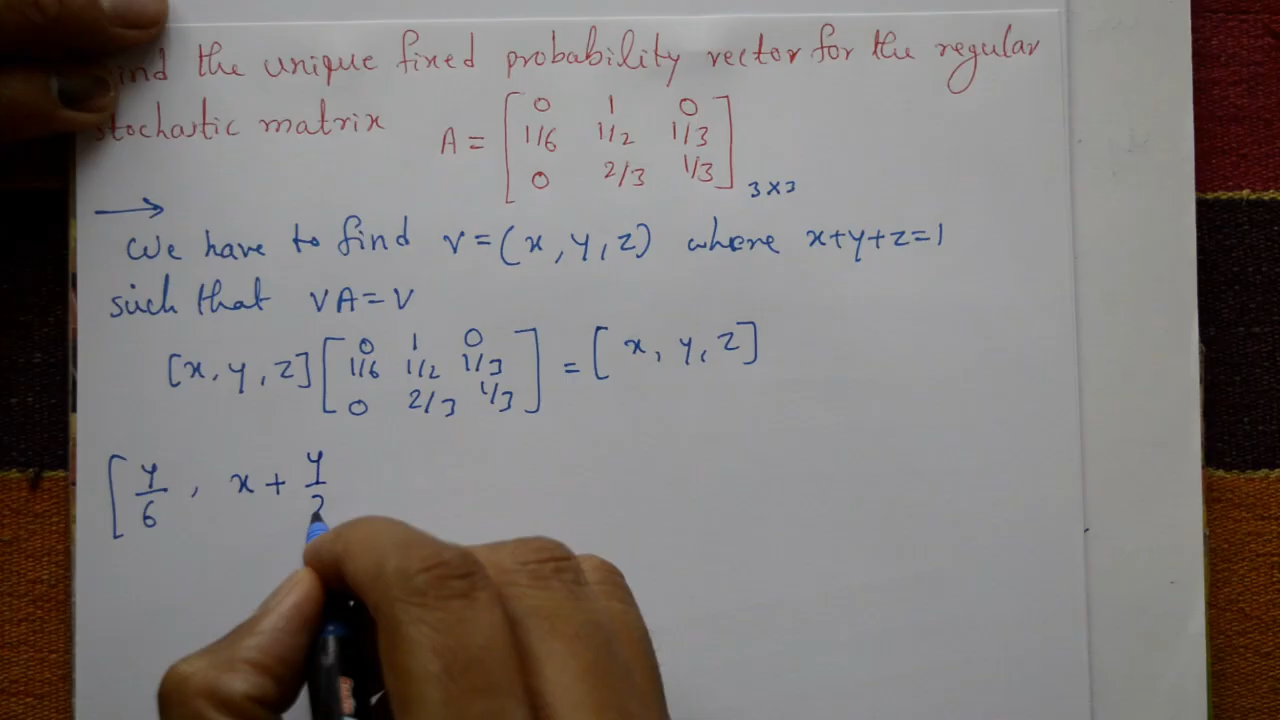 ind the unique fixed probability vector for the regular
stochastic matrix
A = [ 0 1 0
1/6 1/2 1/3
0 2/3 1/3 ] 3×3
→
We have to find v = (x, y, z) where x+y+z=1
such that vA = v
[x, y, z] [ 0 1 0
1/6 1/2 1/3
0 2/3 1/3 ] = [x, y, z]
[ y/6 , x + y/2